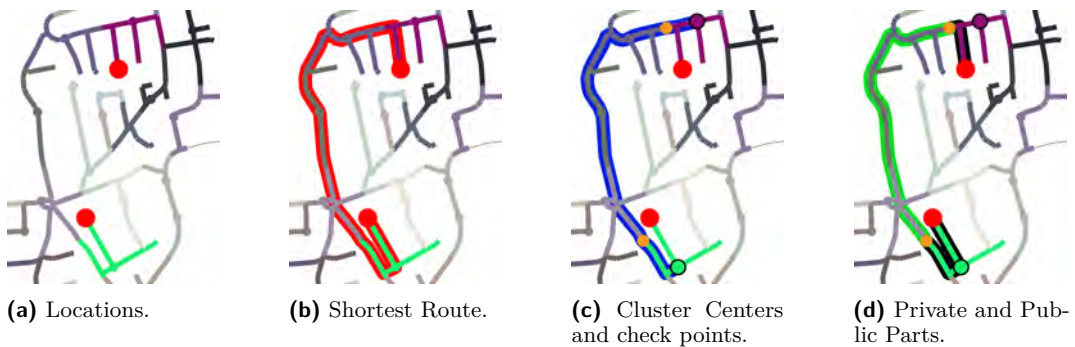 (a) Locations.
(b) Shortest Route.
(c) Cluster Centers
and check points.
(d) Private and Pub-
lic Parts.